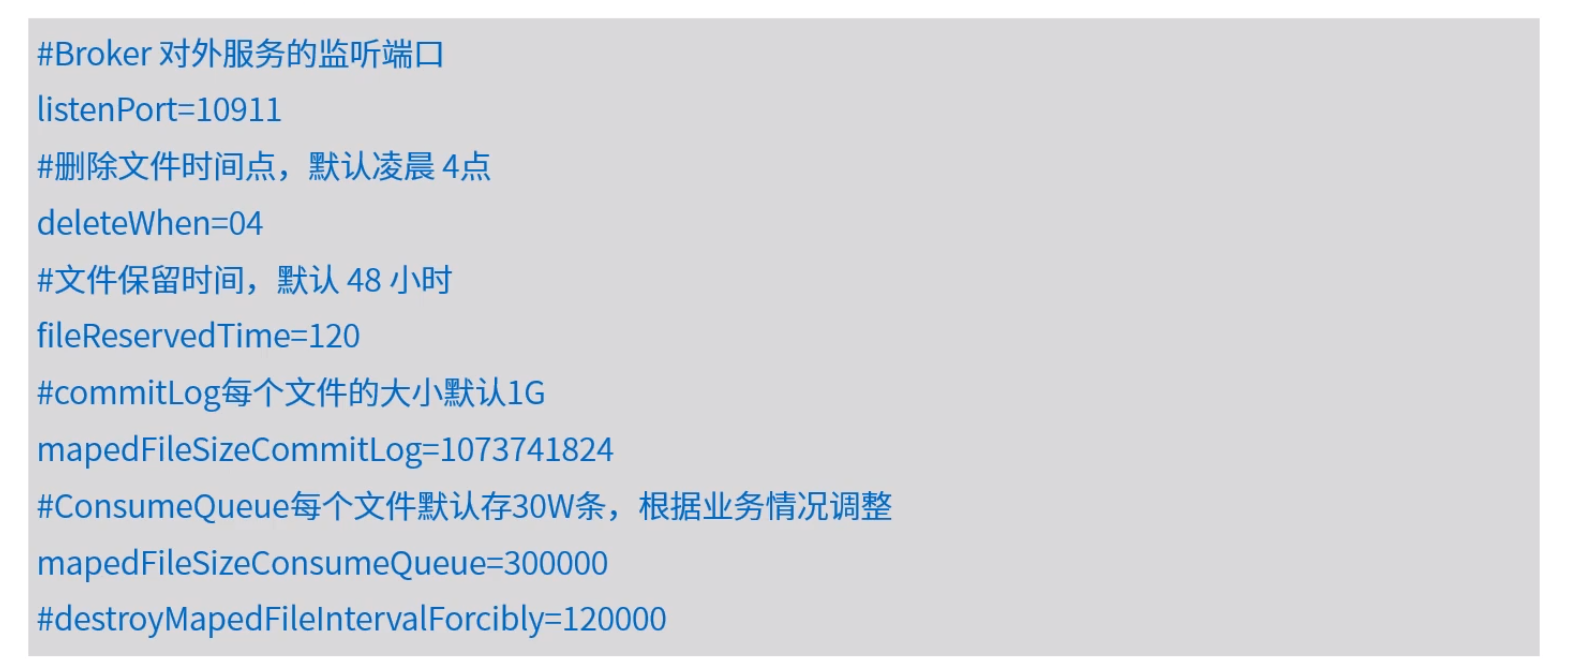 #Broker 对外服务的监听端口
listenPort=10911
#删除文件时间点，默认凌晨 4点
deleteWhen=04
#文件保留时间，默认 48 小时
fileReservedTime=120
#commitLog每个文件的大小默认1G
mapedFileSizeCommitLog=1073741824
#ConsumeQueue每个文件默认存30W条，根据业务情况调整
mapedFileSizeConsumeQueue=300000
#destroyMapedFileIntervalForcibly=120000